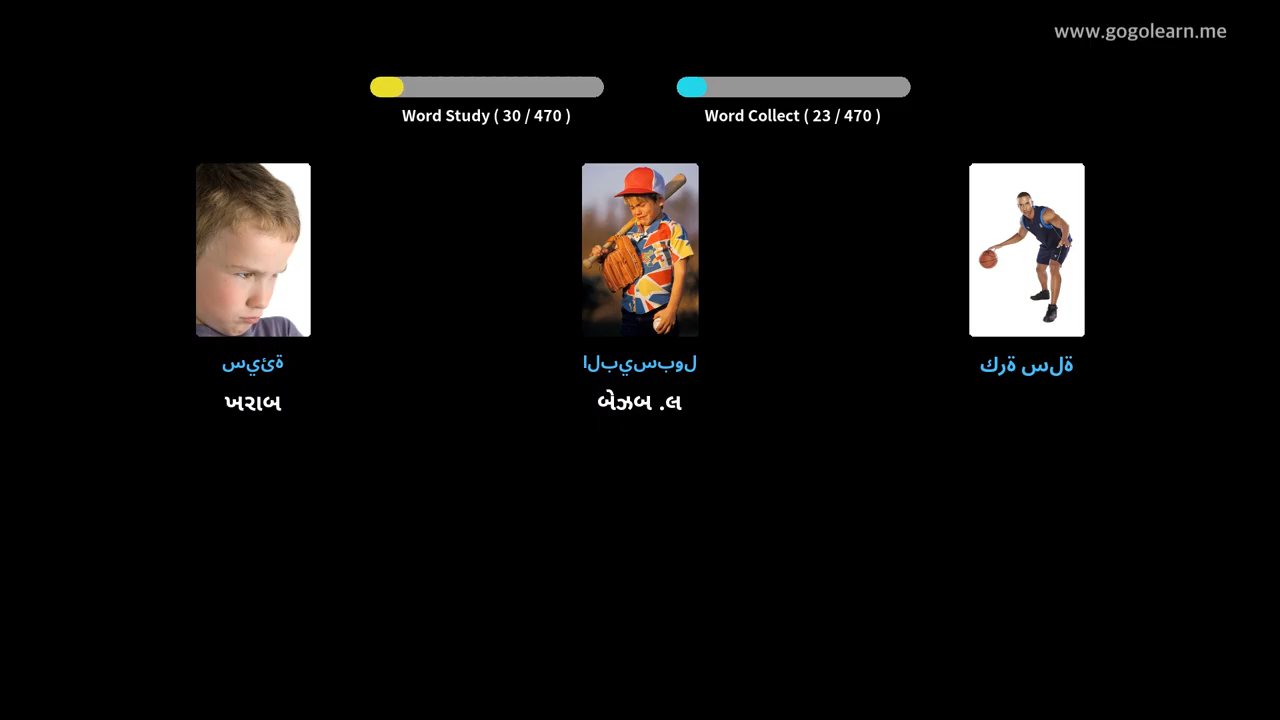 www.gogolearn.me
Word Study ( 30 / 470 )
Word Collect ( 23 / 470 )
سيئة
البيسبول
كرة سلة
ખરાબ
બેઝબ .લ